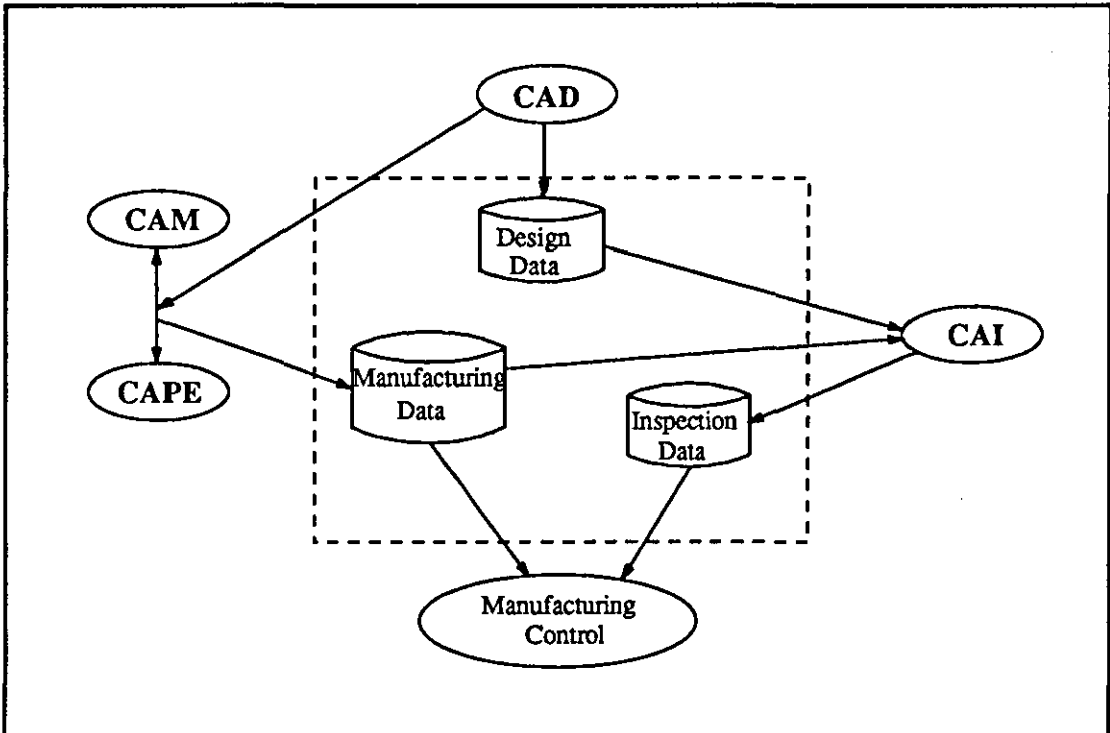 CAD
CAM
Design
Data
CAI
CAPE
Manufacturing
Data
Inspection
Data
Manufacturing
Control